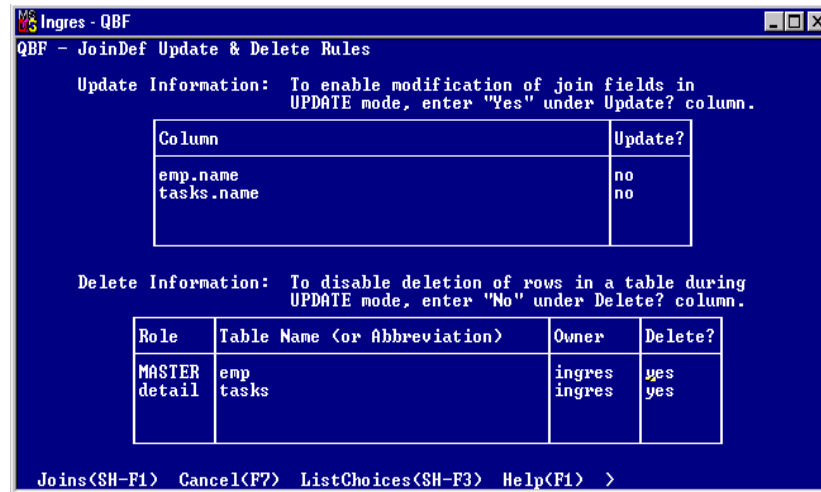 Ingres - QBF
QBF - JoinDef Update & Delete Rules
Update Information: To enable modification of join fields in
UPDATE mode, enter "Yes" under Update? column.
Column Update?
emp.name no
tasks.name no
Delete Information: To disable deletion of rows in a table during
UPDATE mode, enter "No" under Delete? column.
Role Table Name (or Abbreviation) Owner Delete?
MASTER emp ingres yes
detail tasks ingres yes
Joins(SH-F1) Cancel(F7) ListChoices(SH-F3) Help(F1) >